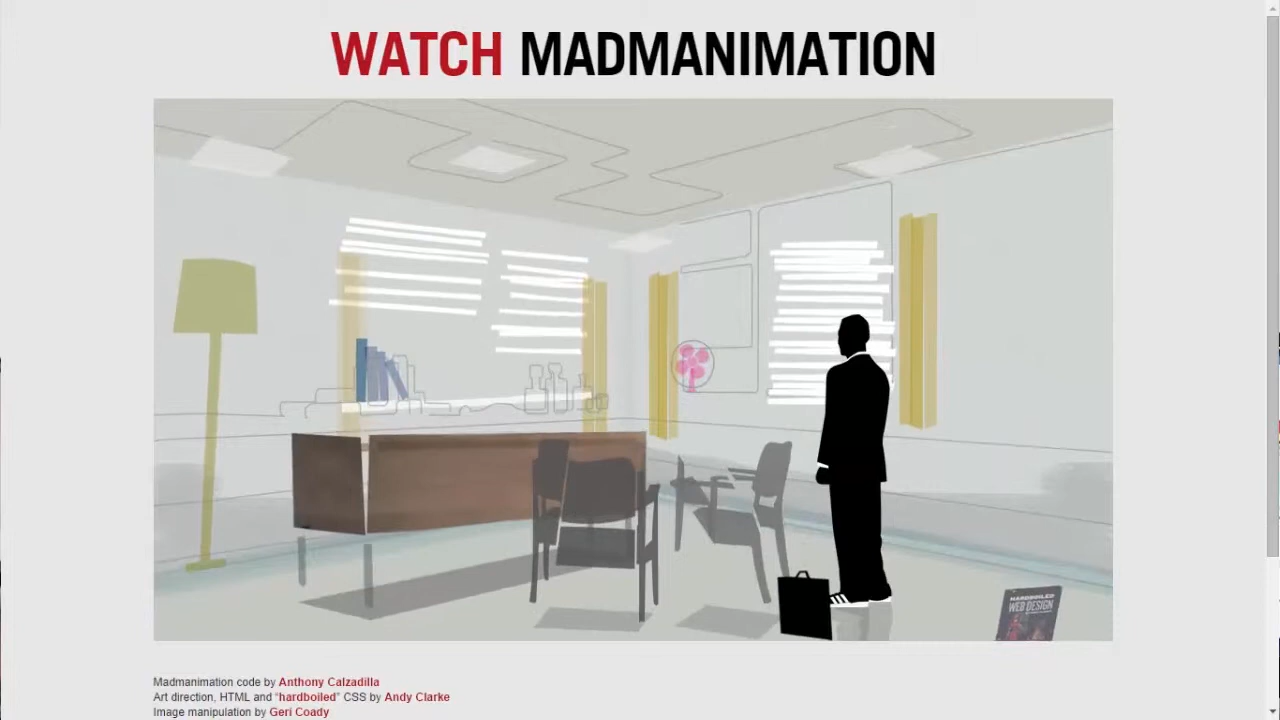 WATCH MADMANIMATION
HARDBOILED
WEB DESIGN
Madmanimation code by Anthony Calzadilla
Art direction, HTML and “hardboiled” CSS by Andy Clarke
Image manipulation by Geri Coady